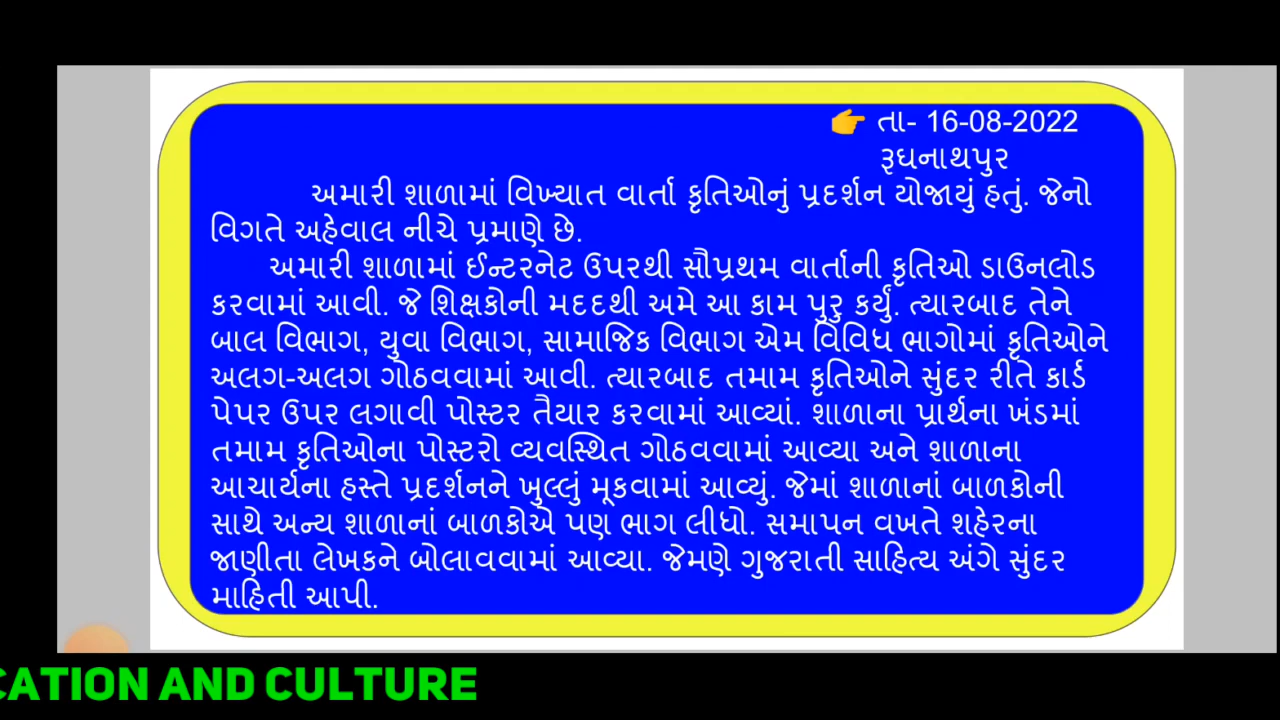 👉 તા- 16-08-2022
રૂઘનાથપુર
અમારી શાળામાં વિખ્યાત વાર્તા કૃતિઓનું પ્રદર્શન યોજાયું હતું. જેનો
વિગતે અહેવાલ નીચે પ્રમાણે છે.
અમારી શાળામાં ઈન્ટરનેટ ઉપરથી સૌપ્રથમ વાર્તાની કૃતિઓ ડાઉનલોડ
કરવામાં આવી. જે શિક્ષકોની મદદથી અમે આ કામ પુરુ કર્યું. ત્યારબાદ તેને
બાલ વિભાગ, યુવા વિભાગ, સામાજિક વિભાગ એમ વિવિધ ભાગોમાં કૃતિઓને
અલગ-અલગ ગોઠવવામાં આવી. ત્યારબાદ તમામ કૃતિઓને સુંદર રીતે કાર્ડ
પેપર ઉપર લગાવી પોસ્ટર તૈયાર કરવામાં આવ્યાં. શાળાના પ્રાર્થના ખંડમાં
તમામ કૃતિઓના પોસ્ટરો વ્યવસ્થિત ગોઠવવામાં આવ્યા અને શાળાના
આચાર્યના હસ્તે પ્રદર્શનને ખુલ્લું મૂકવામાં આવ્યું. જેમાં શાળાનાં બાળકોની
સાથે અન્ય શાળાનાં બાળકોએ પણ ભાગ લીધો. સમાપન વખતે શહેરના
જાણીતા લેખકને બોલાવવામાં આવ્યા. જેમણે ગુજરાતી સાહિત્ય અંગે સુંદર
માહિતી આપી.
CATION AND CULTURE